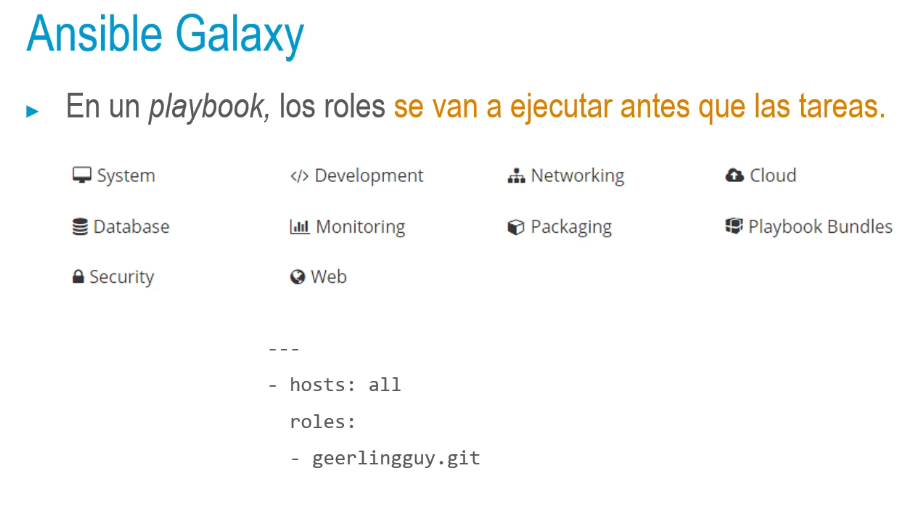 Ansible Galaxy
En un playbook, los roles se van a ejecutar antes que las tareas.
System </> Development Networking Cloud
Database Monitoring Packaging Playbook Bundles
Security Web
---
- hosts: all
roles:
- geerlingguy.git